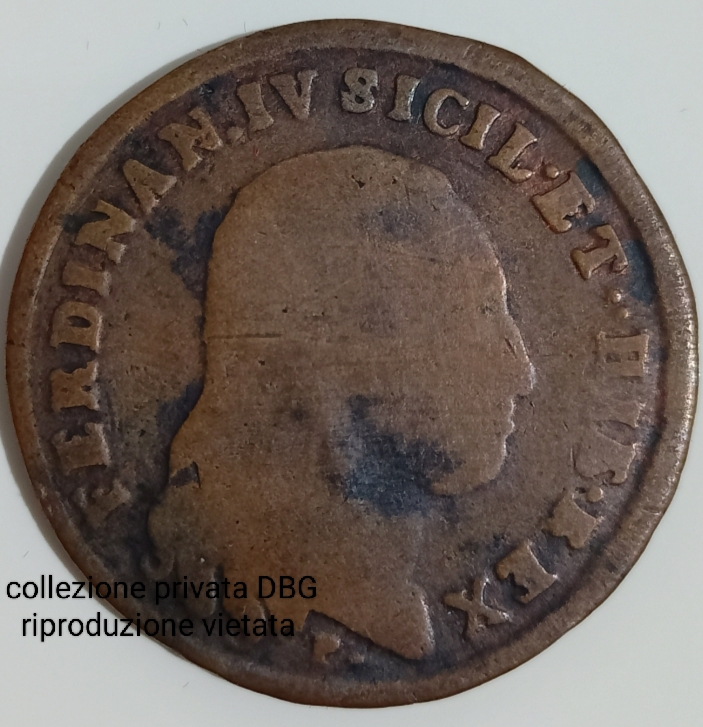 FERDINAN.IV SICIL·ET··HIE·REX
P.
collezione privata DBG
riproduzione vietata